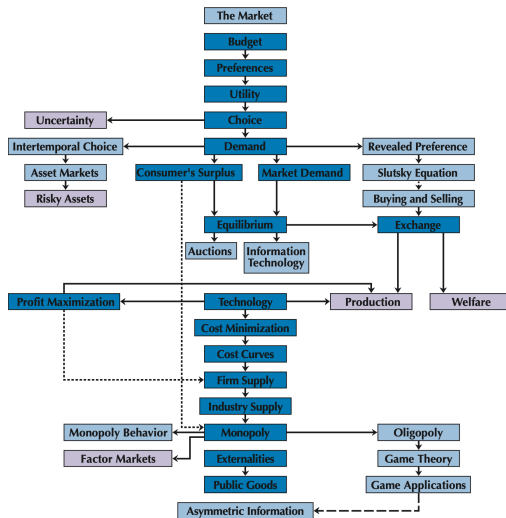 The Market
Budget
Preferences
Utility
Uncertainty
Choice
Intertemporal Choice
Demand
Revealed Preference
Asset Markets
Consumer's Surplus
Market Demand
Slutsky Equation
Risky Assets
Buying and Selling
Equilibrium
Exchange
Auctions
Information
Technology
Profit Maximization
Technology
Production
Welfare
Cost Minimization
Cost Curves
Firm Supply
Industry Supply
Monopoly Behavior
Monopoly
Oligopoly
Factor Markets
Externalities
Game Theory
Public Goods
Game Applications
Asymmetric Information